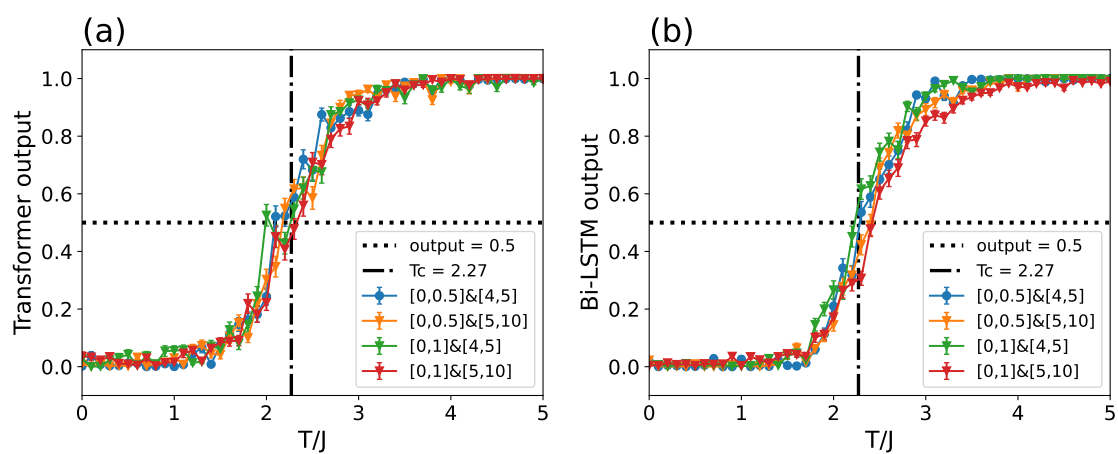 (a)
Transformer output
1.0
0.8
0.6
0.4
0.2
0.0
output = 0.5
Tc = 2.27
[0,0.5]&[4,5]
[0,0.5]&[5,10]
[0,1]&[4,5]
[0,1]&[5,10]
0 1 2 3 4 5
T/J
(b)
Bi-LSTM output
1.0
0.8
0.6
0.4
0.2
0.0
output = 0.5
Tc = 2.27
[0,0.5]&[4,5]
[0,0.5]&[5,10]
[0,1]&[4,5]
[0,1]&[5,10]
0 1 2 3 4 5
T/J